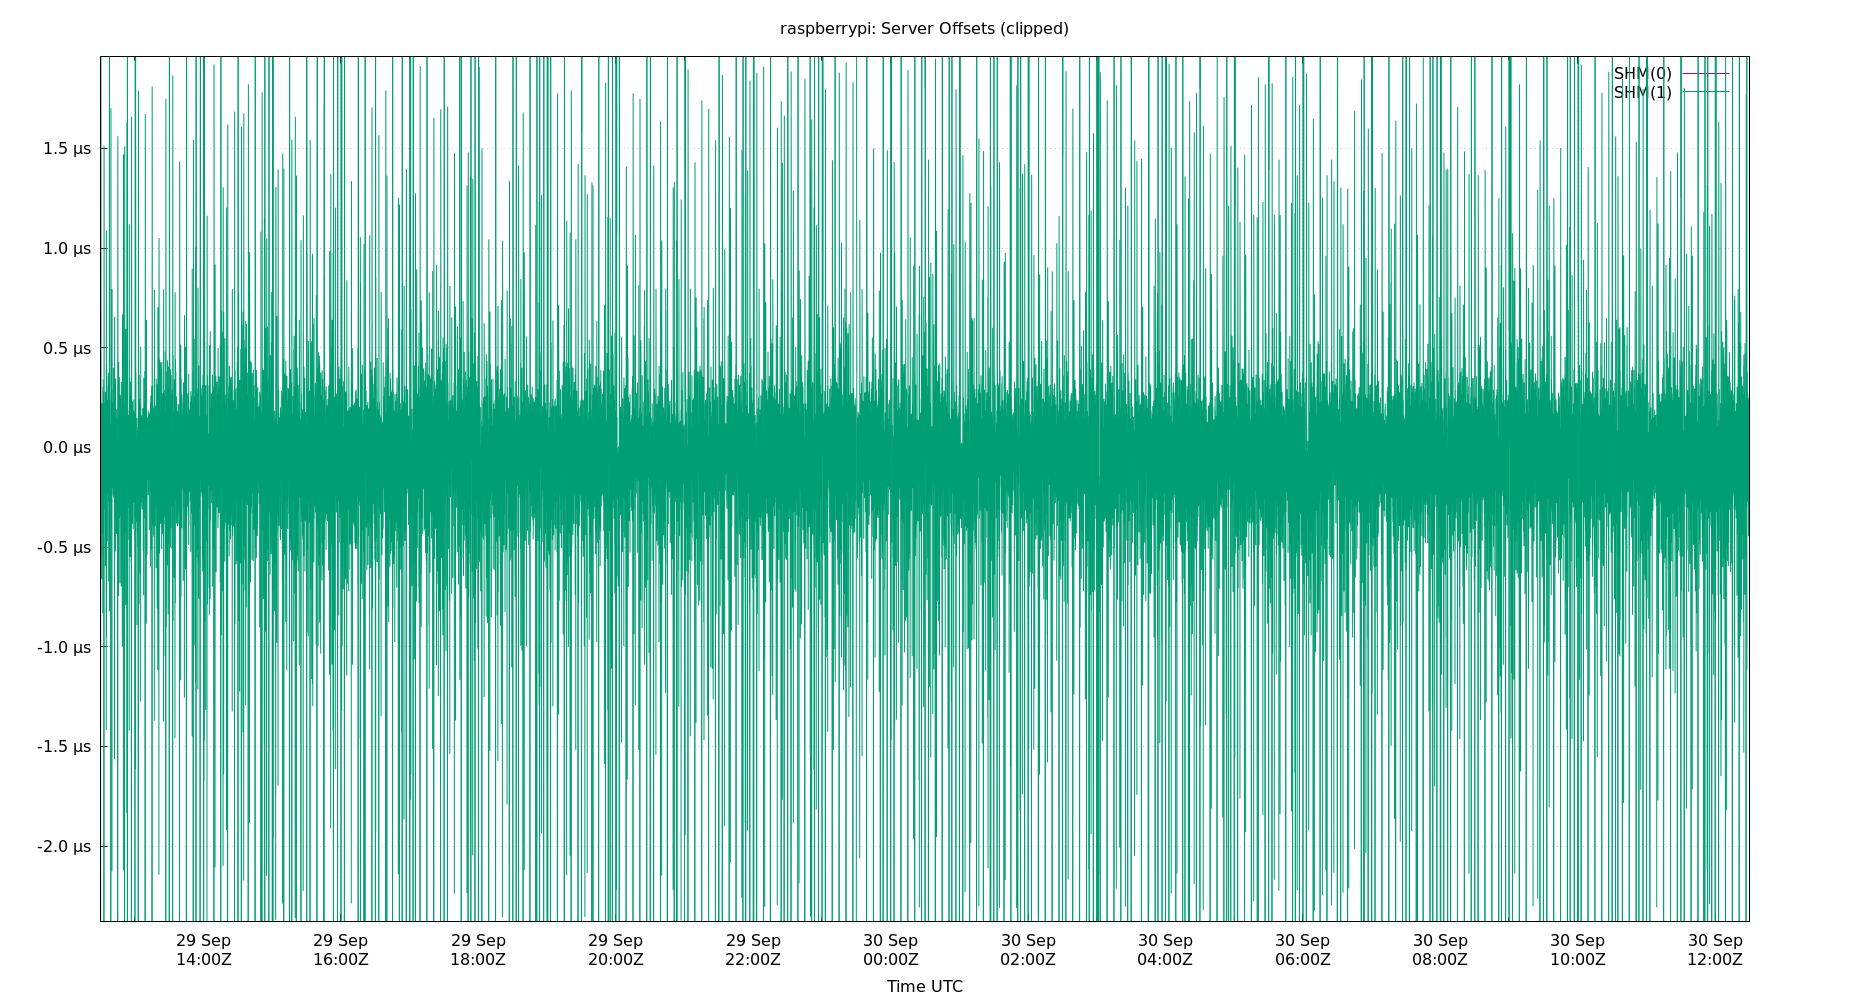 raspberrypi: Server Offsets (clipped)
SHM(0)
SHM(1)
1.5 µs
1.0 µs
0.5 µs
0.0 µs
-0.5 µs
-1.0 µs
-1.5 µs
-2.0 µs
29 Sep 29 Sep 29 Sep 29 Sep 29 Sep 30 Sep 30 Sep 30 Sep 30 Sep 30 Sep 30 Sep 30 Sep
14:00Z 16:00Z 18:00Z 20:00Z 22:00Z 00:00Z 02:00Z 04:00Z 06:00Z 08:00Z 10:00Z 12:00Z
Time UTC